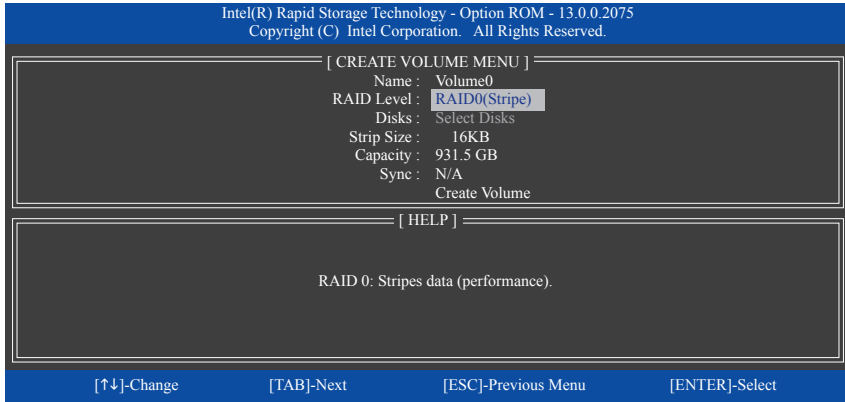 Intel(R) Rapid Storage Technology - Option ROM - 13.0.0.2075
Copyright (C) Intel Corporation. All Rights Reserved.
[ CREATE VOLUME MENU ]
Name : Volume0
RAID Level : RAID0(Stripe)
Disks : Select Disks
Strip Size : 16KB
Capacity : 931.5 GB
Sync : N/A
Create Volume
[ HELP ]
RAID 0: Stripes data (performance).
[↑↓]-Change [TAB]-Next [ESC]-Previous Menu [ENTER]-Select